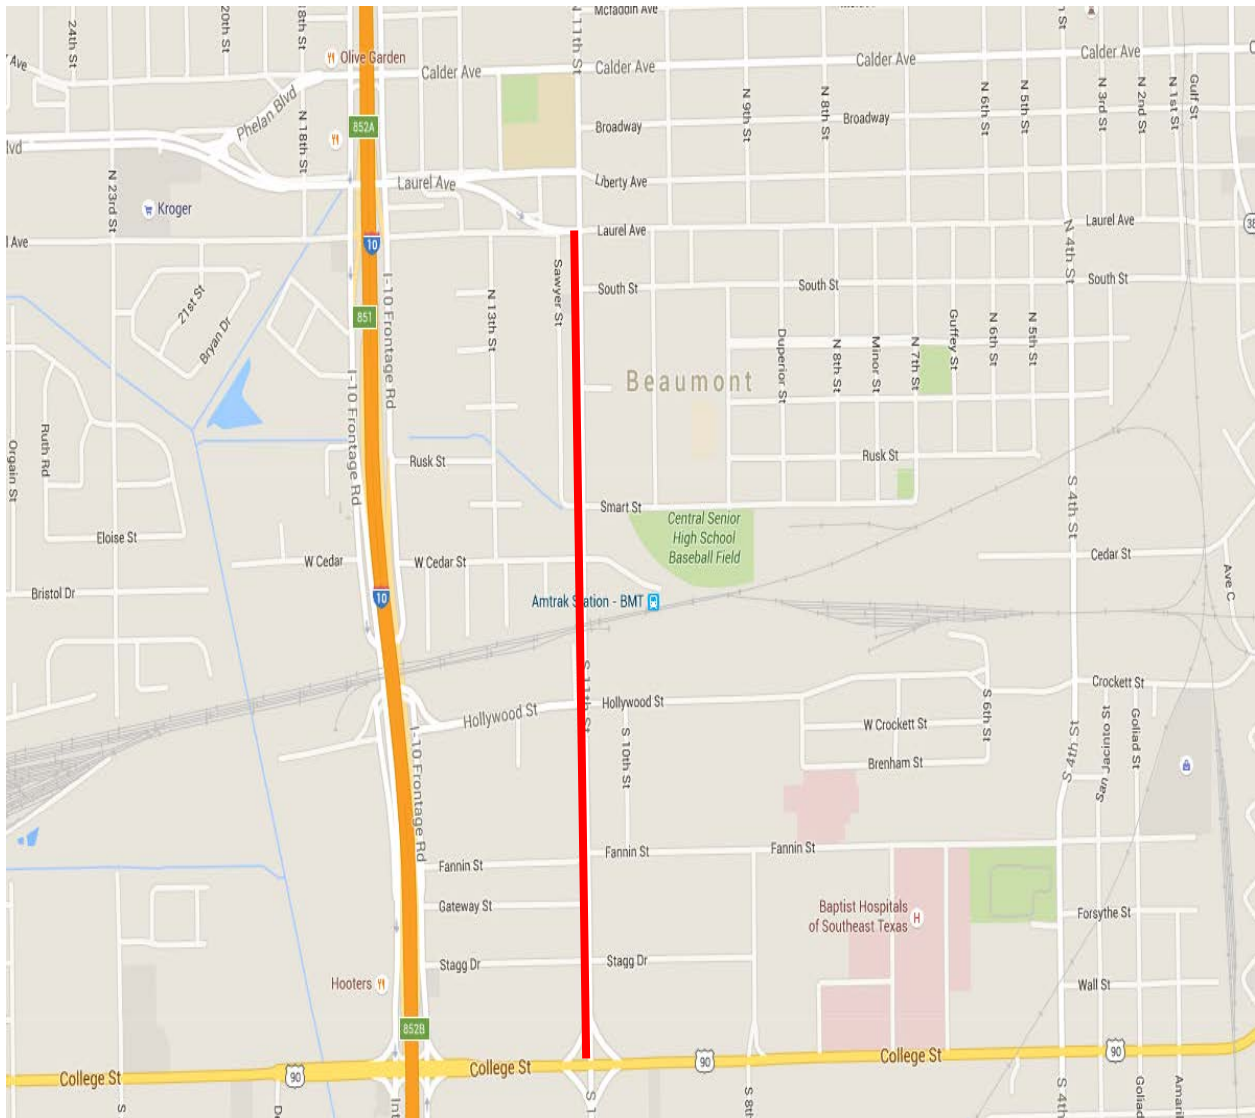 Mcfaddin Ave
24th St
20th St
18th St
N 11th St
Olive Garden
Calder Ave
Calder Ave
Calder Ave
Calder Ave
Phelan Blvd
852A
N 18th St
Broadway
Broadway
N 9th St
N 8th St
N 6th St
N 5th St
N 3rd St
N 2nd St
N 1st St
Gulf St
lvd
Laurel Ave
Liberty Ave
N 23rd St
Kroger
Laurel Ave
Laurel Ave
N 4th St
l Ave
10
Sawyer St
South St
South St
South St
21st St
Bryan Dr
I-10 Frontage Rd
851
N 13th St
Duperior St
N 8th St
Minor St
N 7th St
Guffey St
N 6th St
N 5th St
Beaumont
I-10 Frontage Rd
Ruth Rd
Orgain St
Rusk St
Rusk St
Smart St
S 4th St
Central Senior
High School
Baseball Field
Eloise St
W Cedar
W Cedar St
Cedar St
Bristol Dr
10
Amtrak Station - BMT
Ave C
S 11th St
Hollywood St
Hollywood St
Crockett St
S 10th St
W Crockett St
S 6th St
S 4th St
San Jacinto St
Goliad St
Brenham St
I-10 Frontage Rd
Fannin St
Fannin St
Fannin St
Gateway St
Baptist Hospitals
of Southeast Texas
H
Forsythe St
Stagg Dr
Stagg Dr
Hooters
Wall St
852B
College St
90
College St
90
College St
90
S
Int
S 1
S 8th
S 4th
Goliad
Amaril